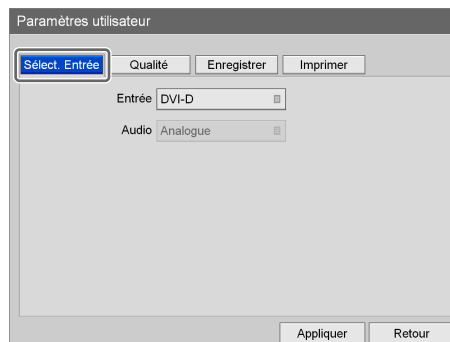 Paramètres utilisateur
Sélect. Entrée Qualité Enregistrer Imprimer
Entrée DVI-D
Audio Analogue
Appliquer Retour